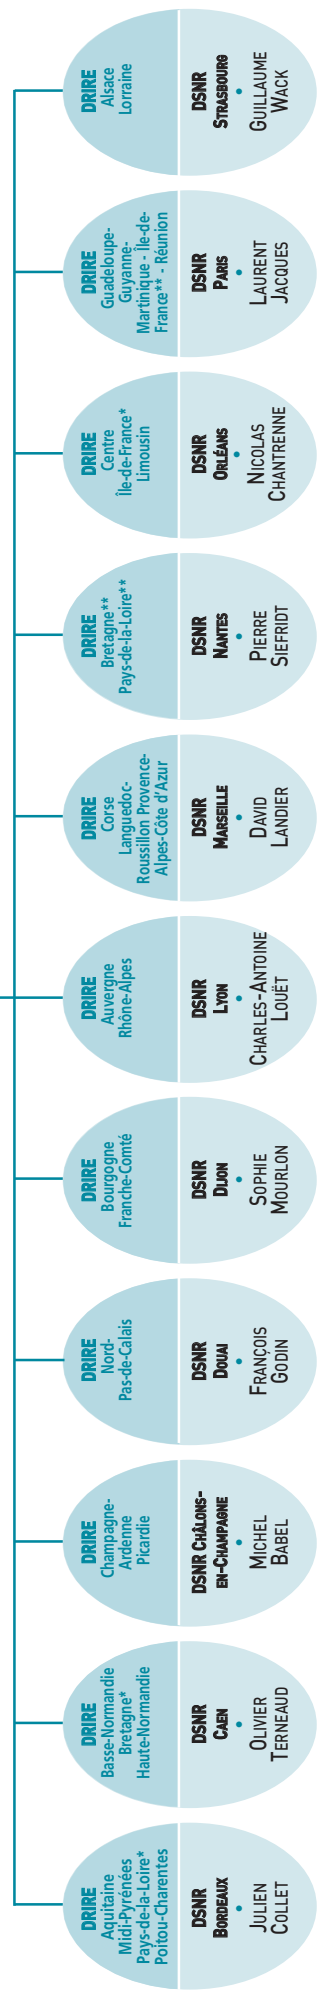 DRIRE
Aquitaine
Midi-Pyrénées
Pays-de-la-Loire*
Poitou-Charentes
DSNR
BORDEAUX
•
JULIEN
COLLET
DRIRE
Basse-Normandie
Bretagne*
Haute-Normandie
DSNR
CAEN
•
OLIVIER
TERNEAUD
DRIRE
Champagne-
Ardenne
Picardie
DSNR CHÂLONS-
EN-CHAMPAGNE
•
MICHEL
BABEL
DRIRE
Nord-
Pas-de-Calais
DSNR
DOUAI
•
FRANÇOIS
GODIN
DRIRE
Bourgogne
Franche-Comté
DSNR
DIJON
•
SOPHIE
MOURLON
DRIRE
Auvergne
Rhône-Alpes
DSNR
LYON
•
CHARLES-ANTOINE
LOUËT
DRIRE
Corse
Languedoc-
Roussillon Provence-
Alpes-Côte d'Azur
DSNR
MARSEILLE
•
DAVID
LANDIER
DRIRE
Bretagne**
Pays-de-la-Loire**
DSNR
NANTES
•
PIERRE
SIEFRIDT
DRIRE
Centre
Île-de-France*
Limousin
DSNR
ORLÉANS
•
NICOLAS
CHANTRENNE
DRIRE
Guadeloupe-
Guyanne-
Martinique - Île-de-
France** - Réunion
DSNR
PARIS
•
LAURENT
JACQUES
DRIRE
Alsace
Lorraine
DSNR
STRASBOURG
•
GUILLAUME
WACK